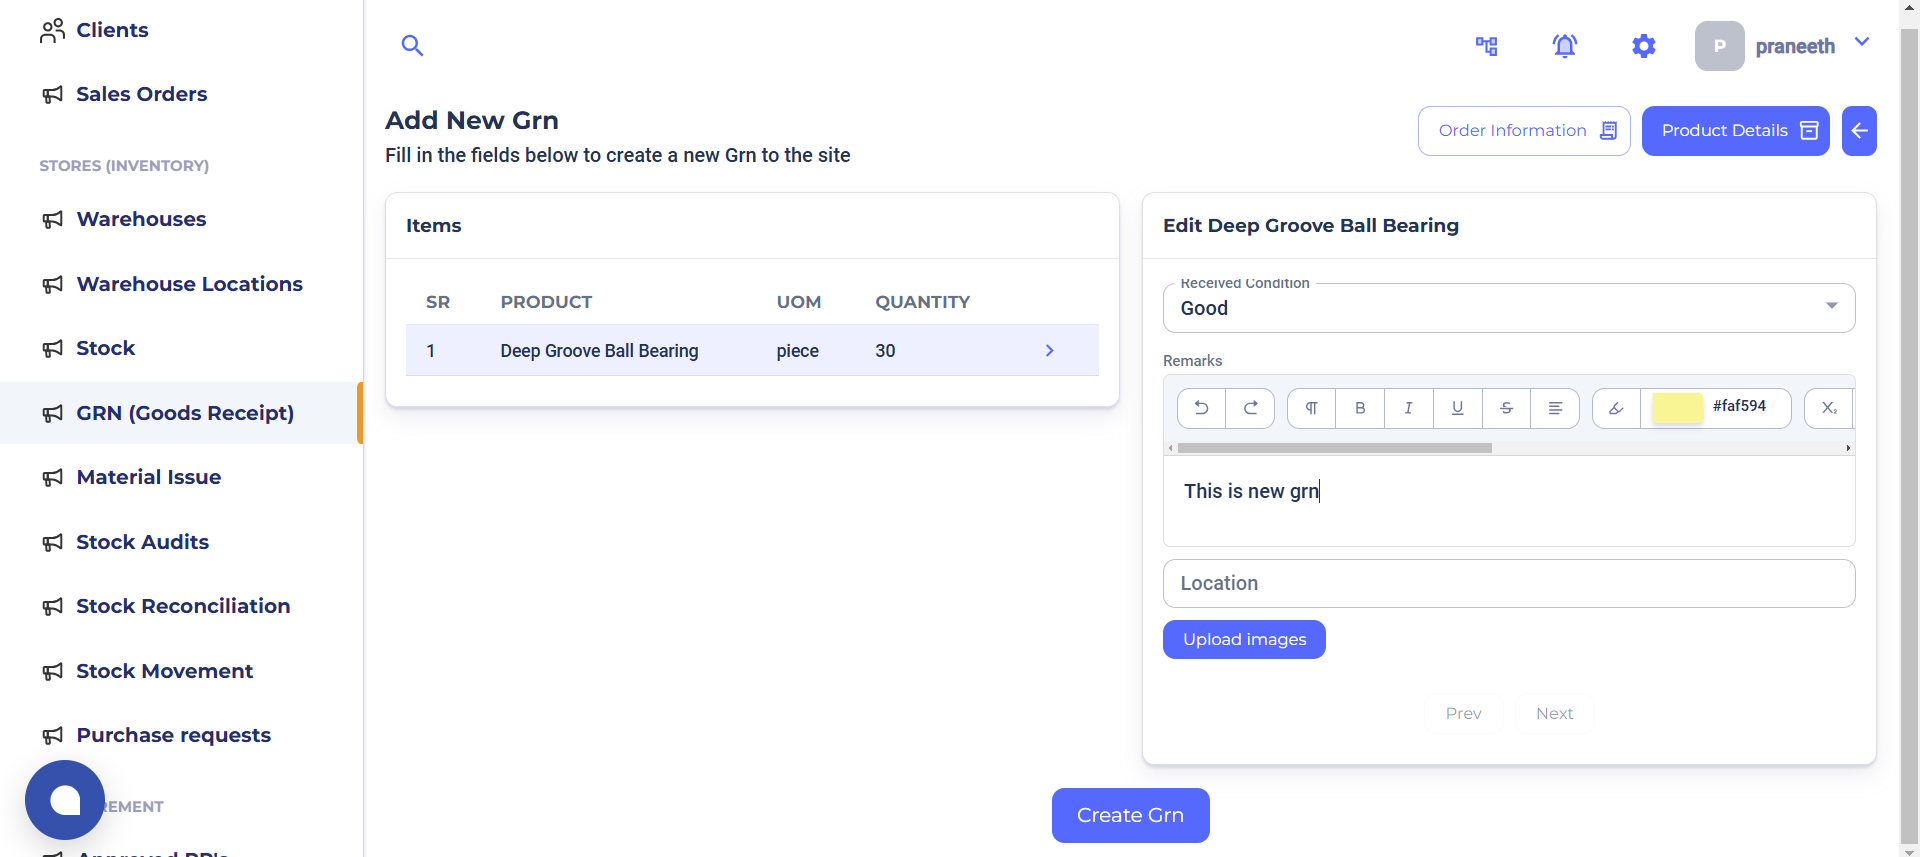 Clients
Sales Orders
STORES (INVENTORY)
Warehouses
Warehouse Locations
Stock
GRN (Goods Receipt)
Material Issue
Stock Audits
Stock Reconciliation
Stock Movement
Purchase requests
REMENT
P
praneeth
Add New Grn
Fill in the fields below to create a new Grn to the site
Order Information
Product Details
Items
SR PRODUCT UOM QUANTITY
1 Deep Groove Ball Bearing piece 30
Edit Deep Groove Ball Bearing
Received Condition
Good
Remarks
B I U S #faf594 X₂
This is new grn
Location
Upload images
Prev Next
Create Grn